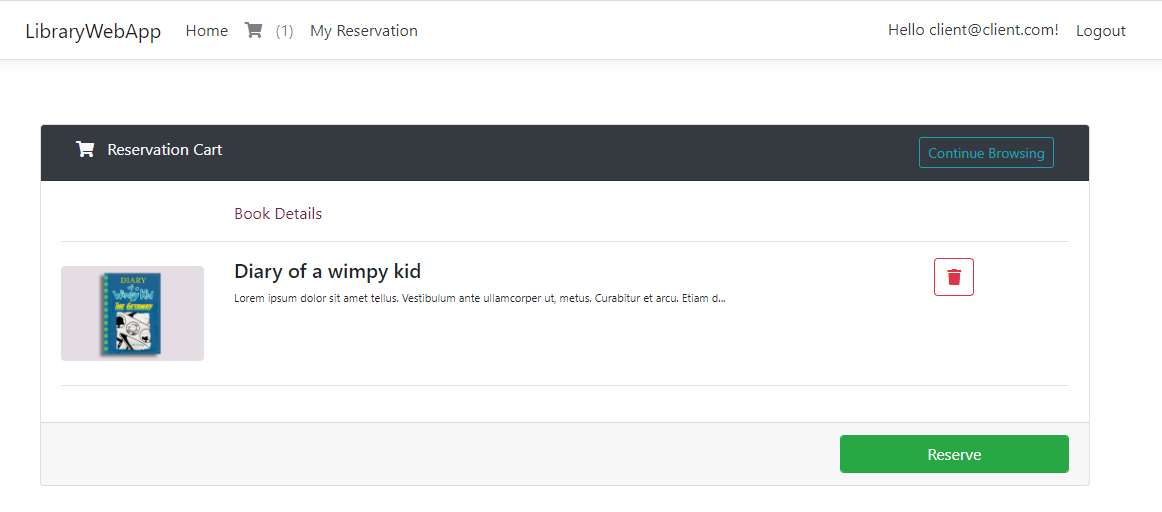 LibraryWebApp Home (1) My Reservation Hello client@client.com! Logout
Reservation Cart Continue Browsing
Book Details
Diary of a wimpy kid
Lorem ipsum dolor sit amet tellus. Vestibulum ante ullamcorper ut, metus. Curabitur et arcu. Etiam d...
DIARY
of a
Wimpy Kid
THE GETAWAY
Reserve